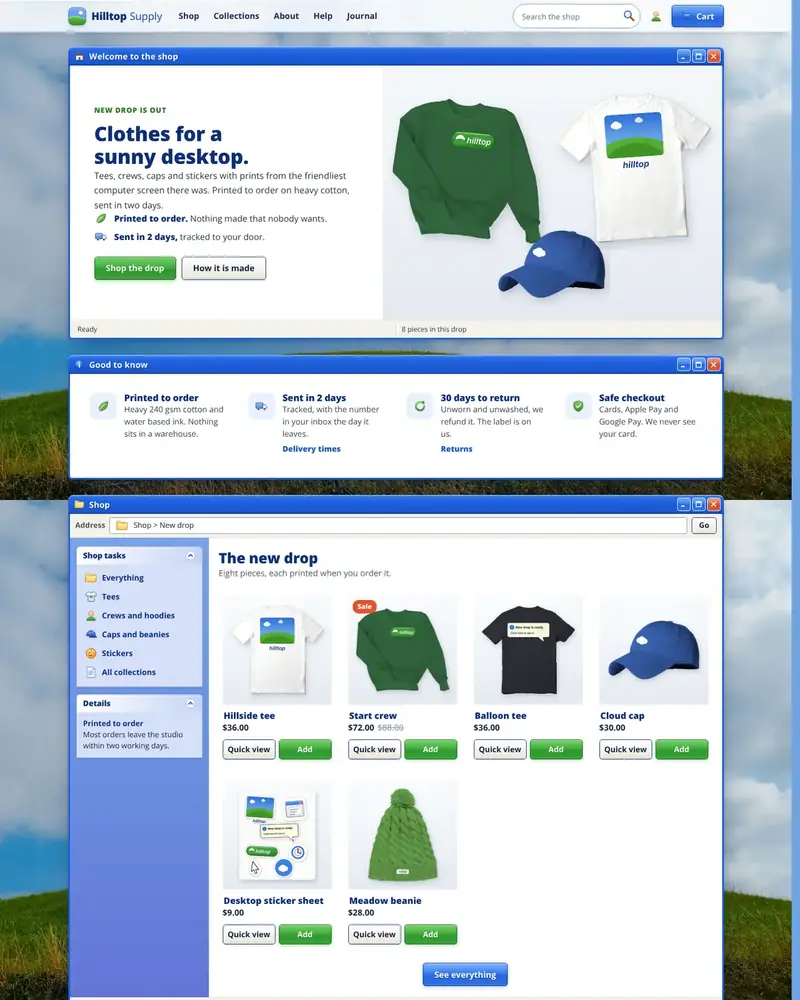 Hilltop Supply
Shop
Collections
About
Help
Journal
Search the shop
Cart
Welcome to the shop
NEW DROP IS OUT
Clothes for a
sunny desktop.
Tees, crews, caps and stickers with prints from the friendliest
computer screen there was. Printed to order on heavy cotton,
sent in two days.
Printed to order. Nothing made that nobody wants.
Sent in 2 days, tracked to your door.
Shop the drop
How it is made
hilltop
hilltop
Ready
8 pieces in this drop
Good to know
Printed to order
Heavy 240 gsm cotton and
water based ink. Nothing
sits in a warehouse.
Sent in 2 days
Tracked, with the number
in your inbox the day it
leaves.
Delivery times
30 days to return
Unworn and unwashed, we
refund it. The label is on
us.
Returns
Safe checkout
Cards, Apple Pay and
Google Pay. We never see
your card.
Shop
Address
Shop > New drop
Go
Shop tasks
Everything
Tees
Crews and hoodies
Caps and beanies
Stickers
All collections
Details
Printed to order
Most orders leave the studio
within two working days.
The new drop
Eight pieces, each printed when you order it.
hilltop
Hillside tee
$36.00
Quick view
Add
Sale
hilltop
Start crew
$72.00 $88.00
Quick view
Add
New drop is ready
Balloon tee
$36.00
Quick view
Add
Cloud cap
$30.00
Quick view
Add
hilltop
New drop is ready
hilltop
Desktop sticker sheet
$9.00
Quick view
Add
Meadow beanie
$28.00
Quick view
Add
See everything